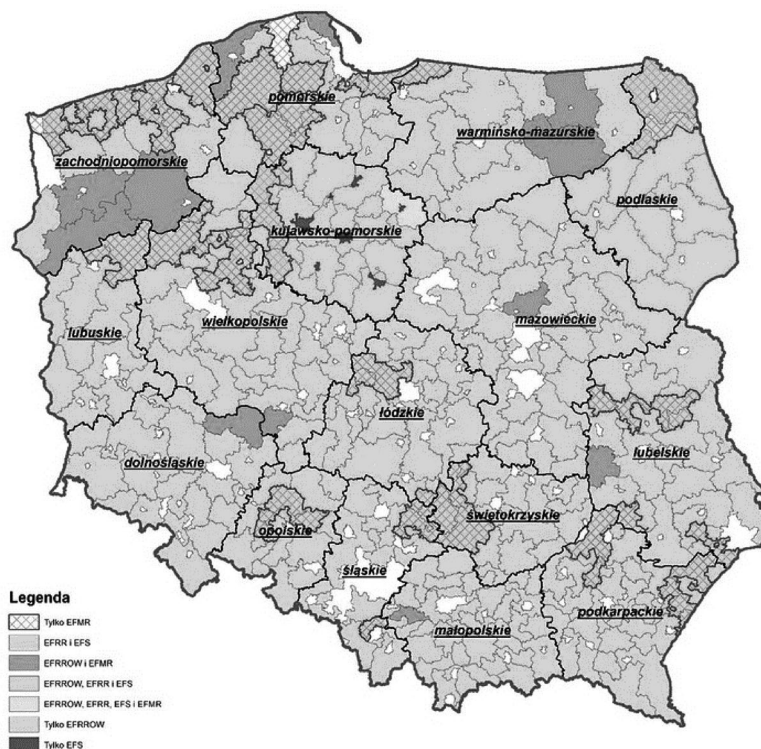 pomorskie
warmińsko-mazurskie
zachodniopomorskie
podlaskie
kujawsko-pomorskie
mazowieckie
wielkopolskie
lubuskie
łódzkie
lubelskie
dolnośląskie
świętokrzyskie
opolskie
śląskie
podkarpackie
małopolskie
Legenda
Tylko EFMR
EFRR i EFS
EFRROW i EFMR
EFRROW, EFRR i EFS
EFRROW, EFRR, EFS i EFMR
Tylko EFRROW
Tylko EFS